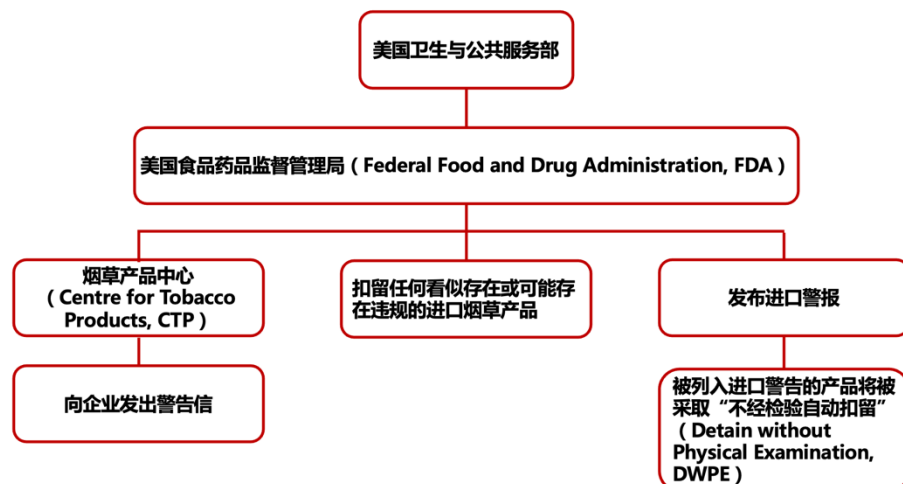 美国卫生与公共服务部
美国食品药品监督管理局（Federal Food and Drug Administration, FDA）
烟草产品中心
（Centre for Tobacco
Products, CTP）
扣留任何看似存在或可能存
在违规的进口烟草产品
发布进口警报
向企业发出警告信
被列入进口警告的产品将被
采取“不经检验自动扣留”
（Detain without
Physical Examination,
DWPE）